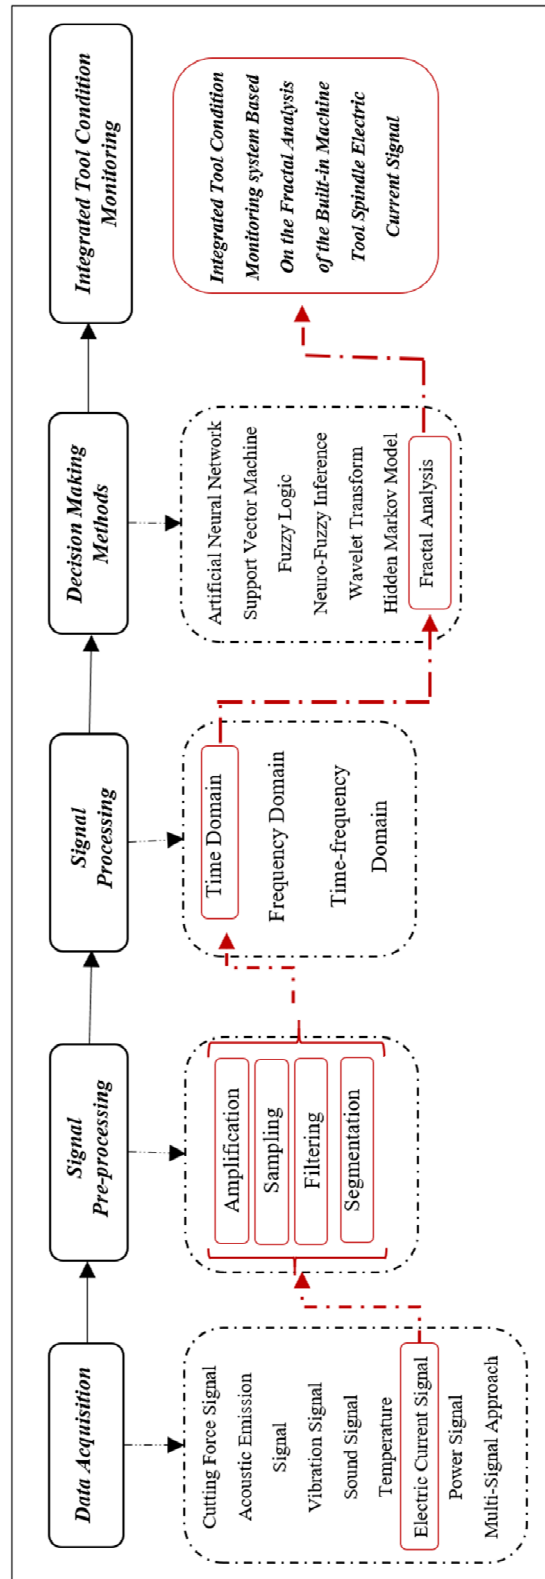 Data Acquisition
Signal
Pre-processing
Signal
Processing
Decision Making
Methods
Integrated Tool Condition
Monitoring
Cutting Force Signal
Acoustic Emission
Signal
Vibration Signal
Sound Signal
Temperature
Electric Current Signal
Power Signal
Multi-Signal Approach
Amplification
Sampling
Filtering
Segmentation
Time Domain
Frequency Domain
Time-frequency
Domain
Artificial Neural Network
Support Vector Machine
Fuzzy Logic
Neuro-Fuzzy Inference
Wavelet Transform
Hidden Markov Model
Fractal Analysis
Integrated Tool Condition
Monitoring system Based
On the Fractal Analysis
of the Built-in Machine
Tool Spindle Electric
Current Signal